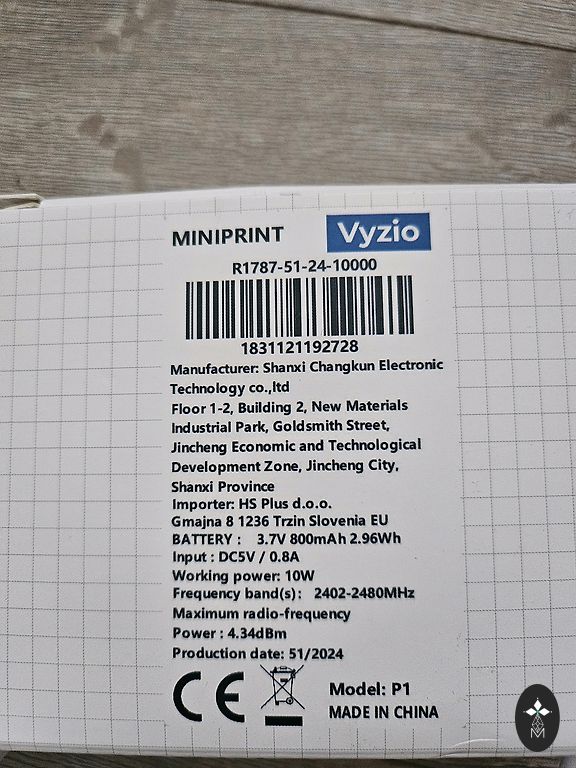 MINIPRINT Vyzio
R1787-51-24-10000
1831121192728
Manufacturer: Shanxi Changkun Electronic
Technology co.,ltd
Floor 1-2, Building 2, New Materials
Industrial Park, Goldsmith Street,
Jincheng Economic and Technological
Development Zone, Jincheng City,
Shanxi Province
Importer: HS Plus d.o.o.
Gmajna 8 1236 Trzin Slovenia EU
BATTERY : 3.7V 800mAh 2.96Wh
Input : DC5V / 0.8A
Working power: 10W
Frequency band(s): 2402-2480MHz
Maximum radio-frequency
Power : 4.34dBm
Production date: 51/2024
CE
Model: P1
MADE IN CHINA
M